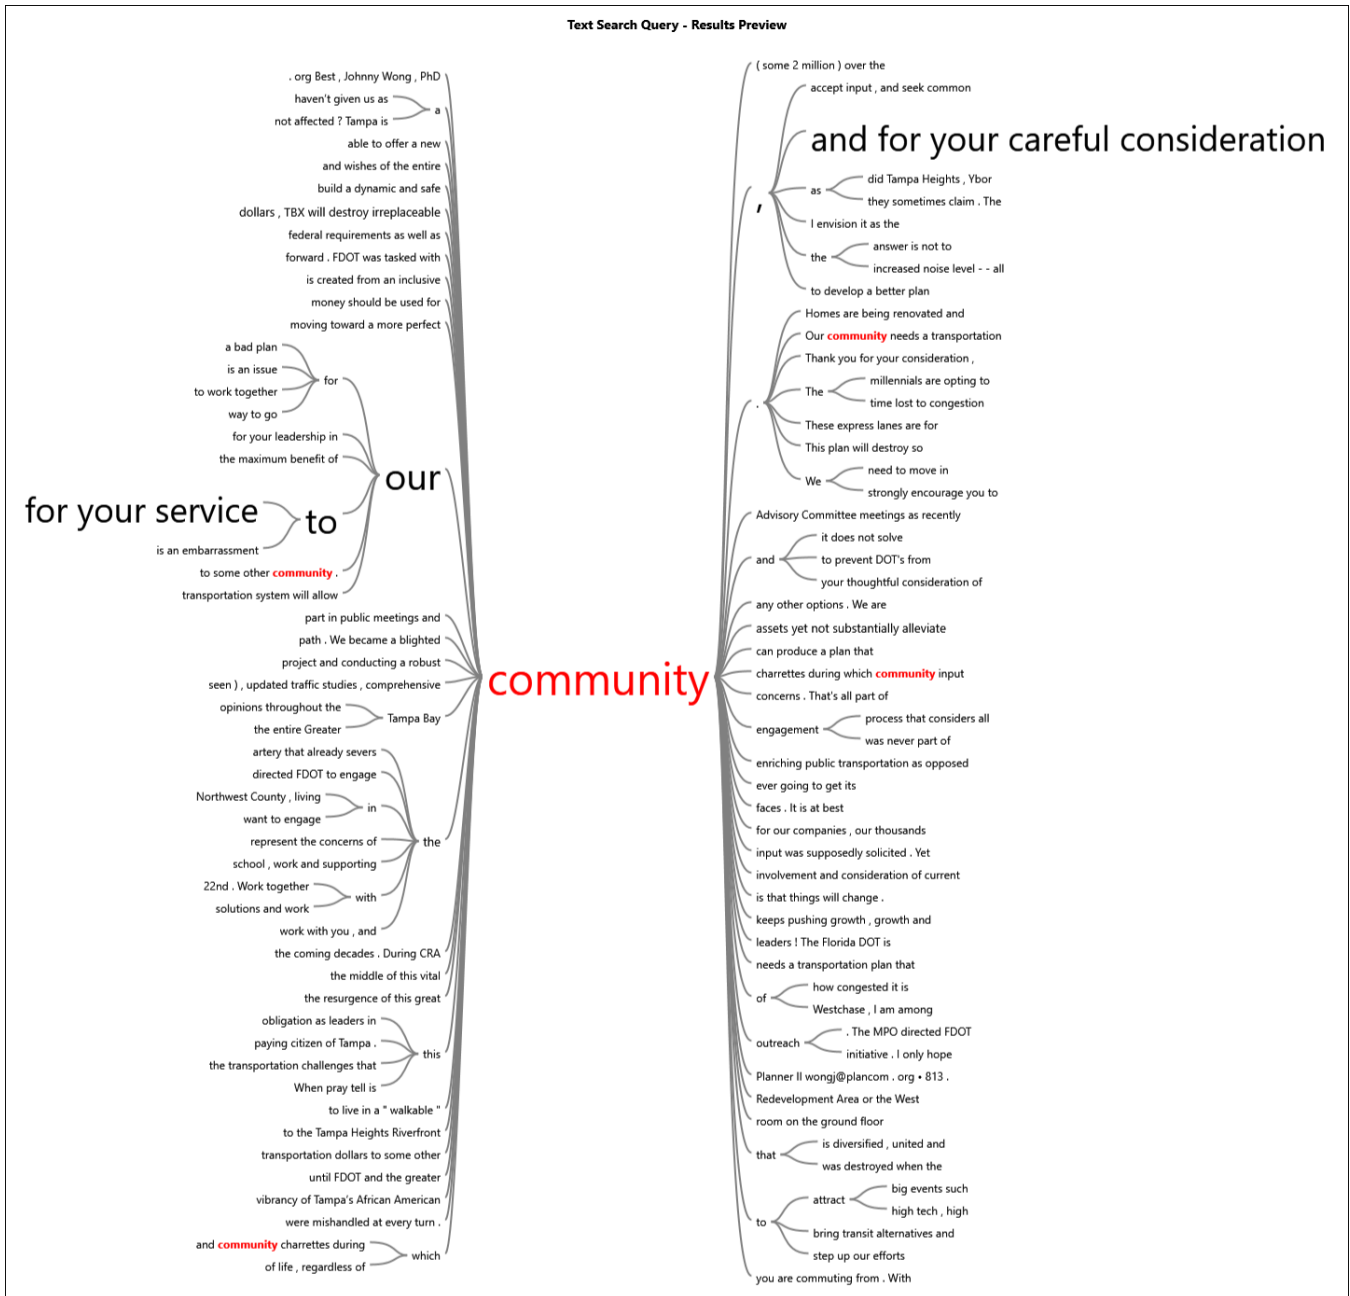 Text Search Query - Results Preview
. org Best , Johnny Wong , PhD
haven't given us as
a
not affected ? Tampa is
able to offer a new
and wishes of the entire
build a dynamic and safe
dollars , TBX will destroy irreplaceable
federal requirements as well as
forward . FDOT was tasked with
is created from an inclusive
money should be used for
moving toward a more perfect
a bad plan
is an issue
for
to work together
way to go
for your leadership in
the maximum benefit of
our
for your service
to
is an embarrassment
to some other community .
transportation system will allow
part in public meetings and
path . We became a blighted
project and conducting a robust
seen ) , updated traffic studies , comprehensive
opinions throughout the
Tampa Bay
the entire Greater
artery that already severs
directed FDOT to engage
Northwest County , living
in
want to engage
represent the concerns of
the
school , work and supporting
22nd . Work together
with
solutions and work
work with you , and
the coming decades . During CRA
the middle of this vital
the resurgence of this great
obligation as leaders in
paying citizen of Tampa .
this
the transportation challenges that
When pray tell is
to live in a " walkable "
to the Tampa Heights Riverfront
transportation dollars to some other
until FDOT and the greater
vibrancy of Tampa's African American
were mishandled at every turn .
and community charrettes during
which
of life , regardless of
community
( some 2 million ) over the
accept input , and seek common
and for your careful consideration
,
as
did Tampa Heights , Ybor
they sometimes claim . The
I envision it as the
the
answer is not to
increased noise level - - all
to develop a better plan
Homes are being renovated and
Our community needs a transportation
Thank you for your consideration ,
.
The
millennials are opting to
time lost to congestion
These express lanes are for
This plan will destroy so
We
need to move in
strongly encourage you to
Advisory Committee meetings as recently
and
it does not solve
to prevent DOT's from
your thoughtful consideration of
any other options . We are
assets yet not substantially alleviate
can produce a plan that
charrettes during which community input
concerns . That's all part of
engagement
process that considers all
was never part of
enriching public transportation as opposed
ever going to get its
faces . It is at best
for our companies , our thousands
input was supposedly solicited . Yet
involvement and consideration of current
is that things will change .
keeps pushing growth , growth and
leaders ! The Florida DOT is
needs a transportation plan that
of
how congested it is
Westchase , I am among
outreach
. The MPO directed FDOT
initiative . I only hope
Planner II wongj@plancom . org • 813 .
Redevelopment Area or the West
room on the ground floor
that
is diversified , united and
was destroyed when the
to
attract
big events such
high tech , high
bring transit alternatives and
step up our efforts
you are commuting from . With